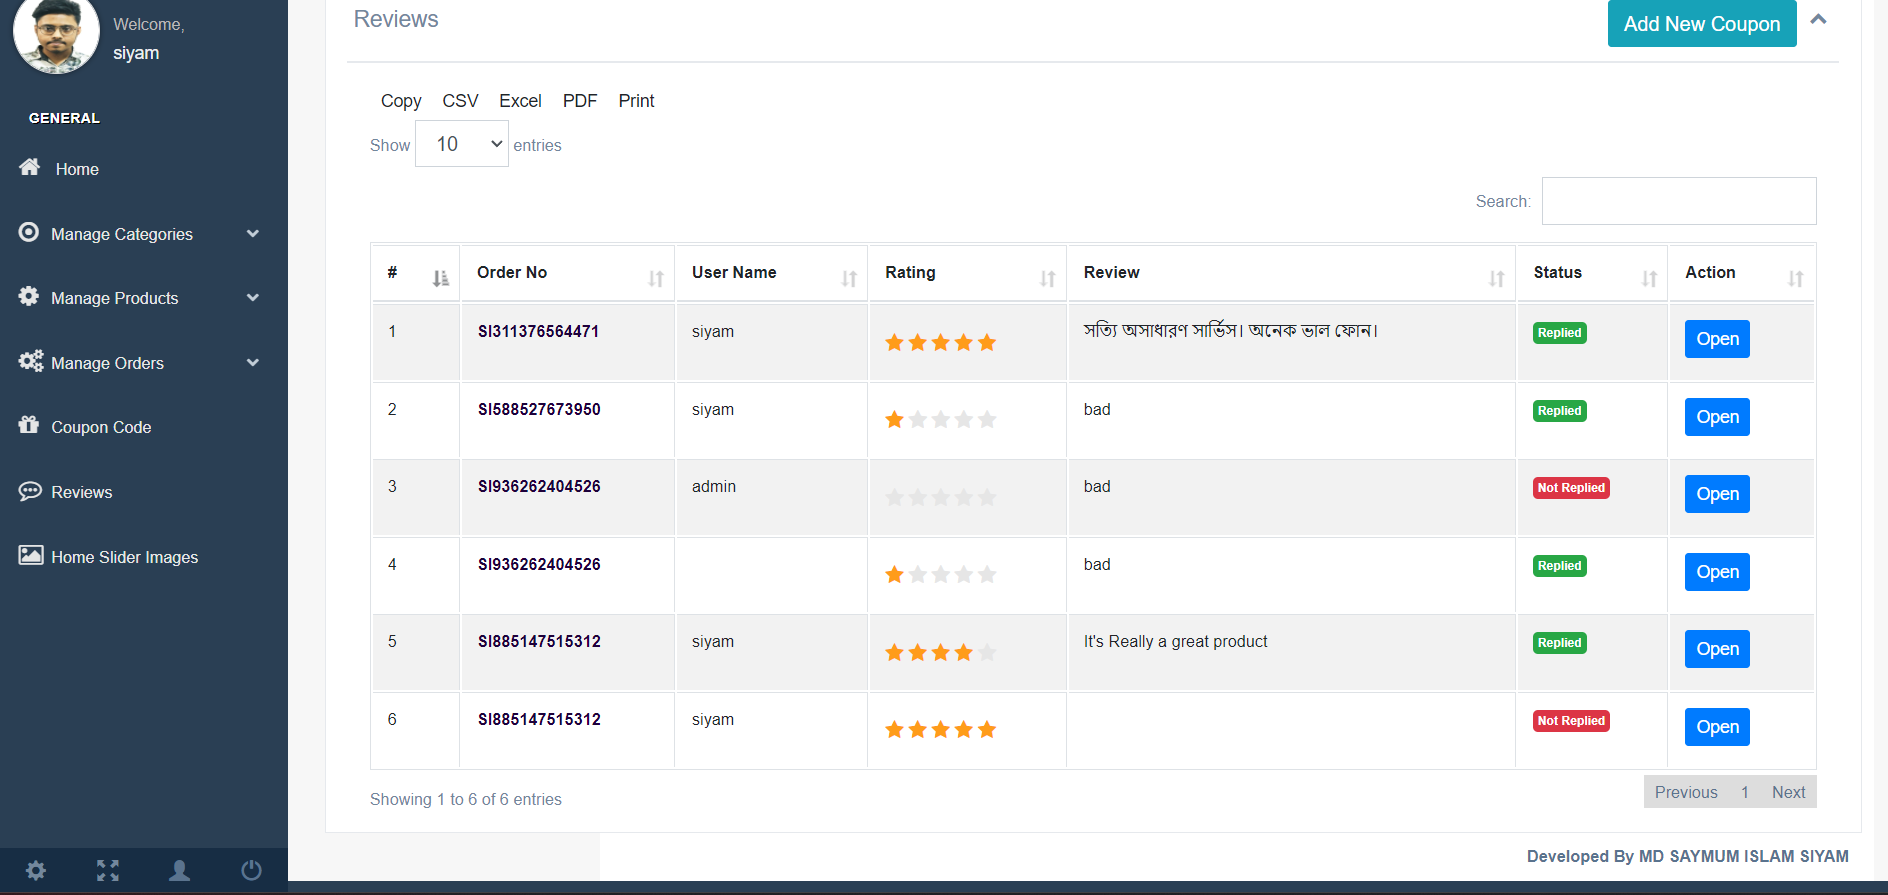 Welcome,
siyam
GENERAL
Home
Manage Categories
Manage Products
Manage Orders
Coupon Code
Reviews
Home Slider Images
Reviews
Add New Coupon
Copy CSV Excel PDF Print
Show 10 entries
Search:
# Order No User Name Rating Review Status Action
1 SI311376564471 siyam সত্যি অসাধারণ সার্ভিস। অনেক ভাল ফোন। Replied Open
2 SI588527673950 siyam bad Replied Open
3 SI936262404526 admin bad Not Replied Open
4 SI936262404526 bad Replied Open
5 SI885147515312 siyam It's Really a great product Replied Open
6 SI885147515312 siyam Not Replied Open
Showing 1 to 6 of 6 entries
Previous 1 Next
Developed By MD SAYMUM ISLAM SIYAM